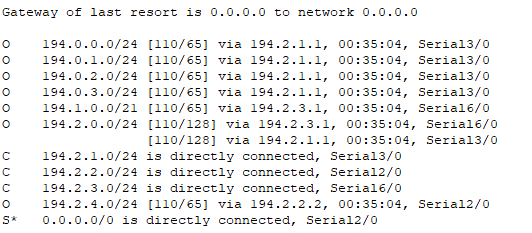 Gateway of last resort is 0.0.0.0 to network 0.0.0.0
O 194.0.0.0/24 [110/65] via 194.2.1.1, 00:35:04, Serial3/0
O 194.0.1.0/24 [110/65] via 194.2.1.1, 00:35:04, Serial3/0
O 194.0.2.0/24 [110/65] via 194.2.1.1, 00:35:04, Serial3/0
O 194.0.3.0/24 [110/65] via 194.2.1.1, 00:35:04, Serial3/0
O 194.1.0.0/21 [110/65] via 194.2.3.1, 00:35:04, Serial6/0
O 194.2.0.0/24 [110/128] via 194.2.3.1, 00:35:04, Serial6/0
[110/128] via 194.2.1.1, 00:35:04, Serial3/0
C 194.2.1.0/24 is directly connected, Serial3/0
C 194.2.2.0/24 is directly connected, Serial2/0
C 194.2.3.0/24 is directly connected, Serial6/0
O 194.2.4.0/24 [110/65] via 194.2.2.2, 00:35:04, Serial2/0
S* 0.0.0.0/0 is directly connected, Serial2/0